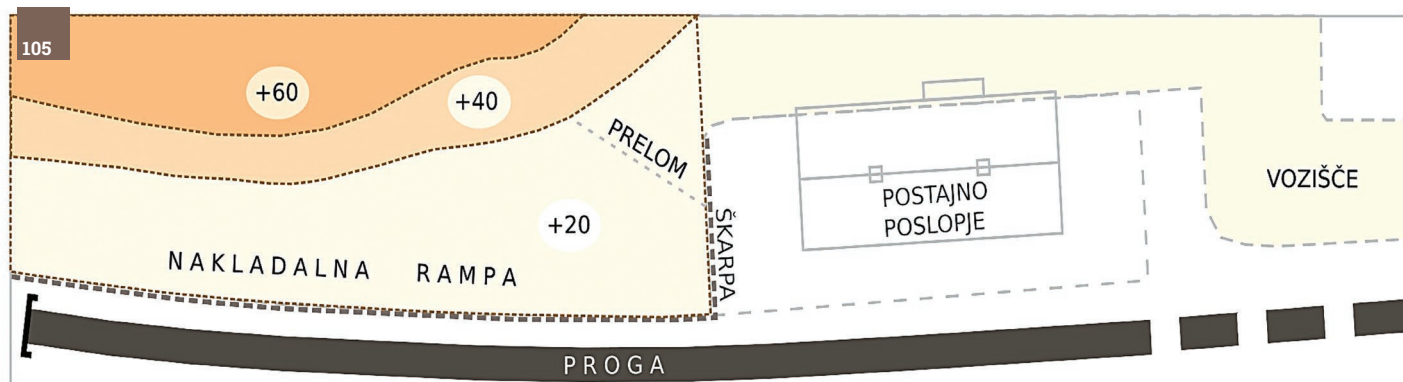 105
+60
+40
PRELOM
+20
NAKLADALNA RAMPA
ŠKARPA
POSTAJNO
POSLOPJE
VOZIŠČE
PROGA